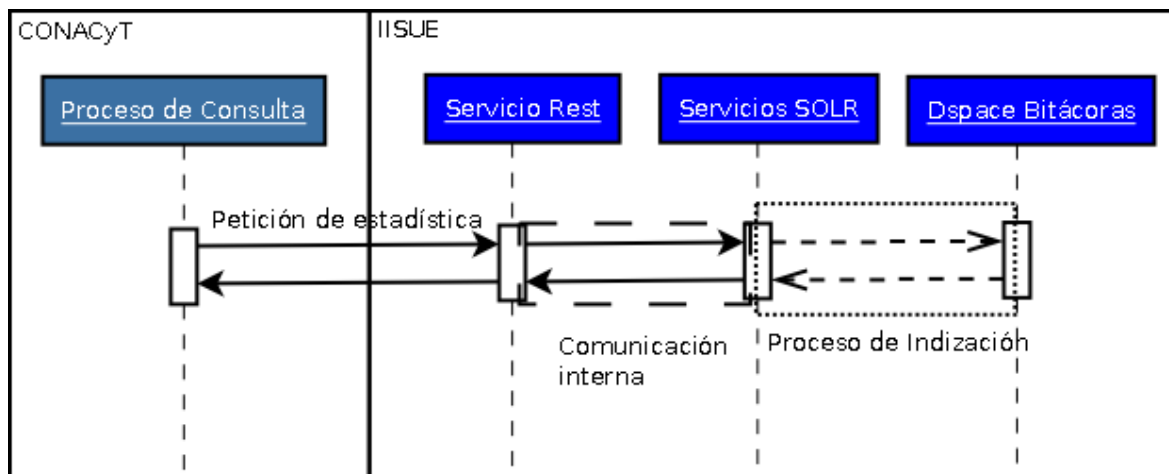 CONACyT
IISUE
Proceso de Consulta
Servicio Rest
Servicios SOLR
Dspace Bitácoras
Petición de estadística
Comunicación
interna
Proceso de Indización